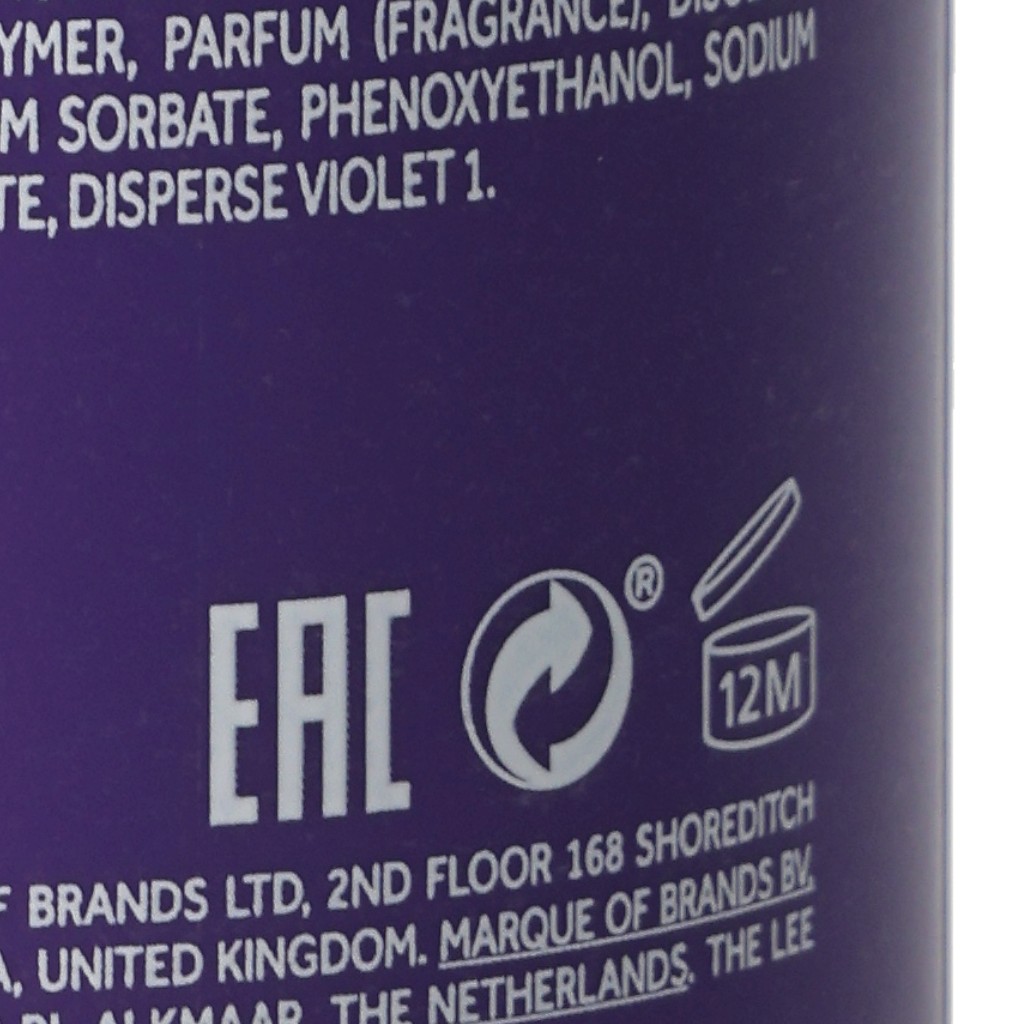 YMER, PARFUM (FRAGRANCE),
M SORBATE, PHENOXYETHANOL, SODIUM
TE, DISPERSE VIOLET 1.
EAC
®
12M
F BRANDS LTD, 2ND FLOOR 168 SHOREDITCH
A, UNITED KINGDOM. MARQUE OF BRANDS BV,
ALKMAAR, THE NETHERLANDS. THE LEE